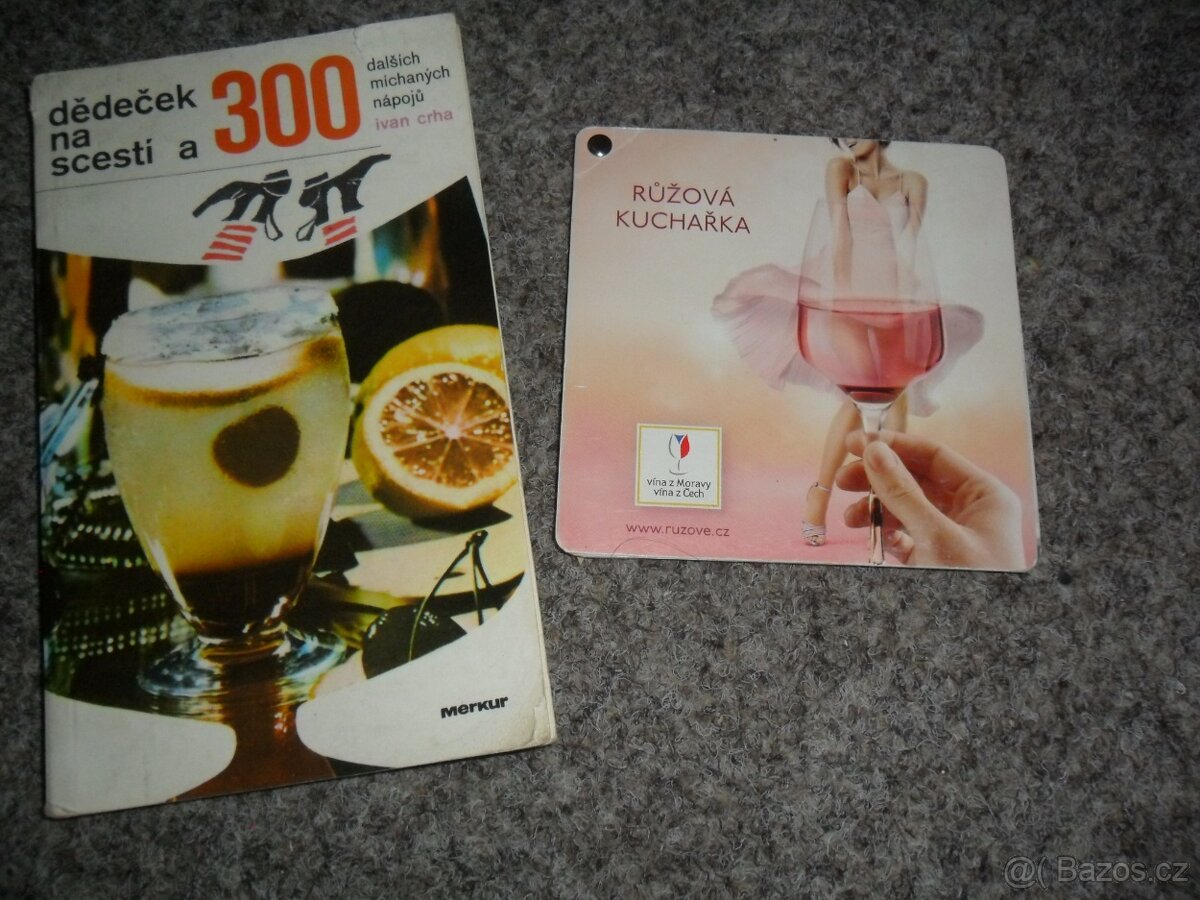 dědeček
na
scestí a 300
dalších
míchaných
nápojů
ivan crha
Merkur
RŮŽOVÁ
KUCHAŘKA
vína z Moravy
vína z Čech
www.ruzove.cz
@( Bazos.cz